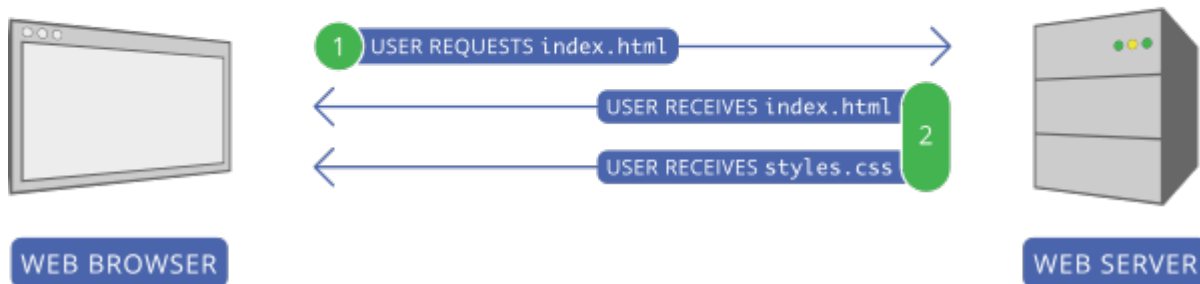 1 USER REQUESTS index.html
USER RECEIVES index.html
2
USER RECEIVES styles.css
WEB BROWSER
WEB SERVER